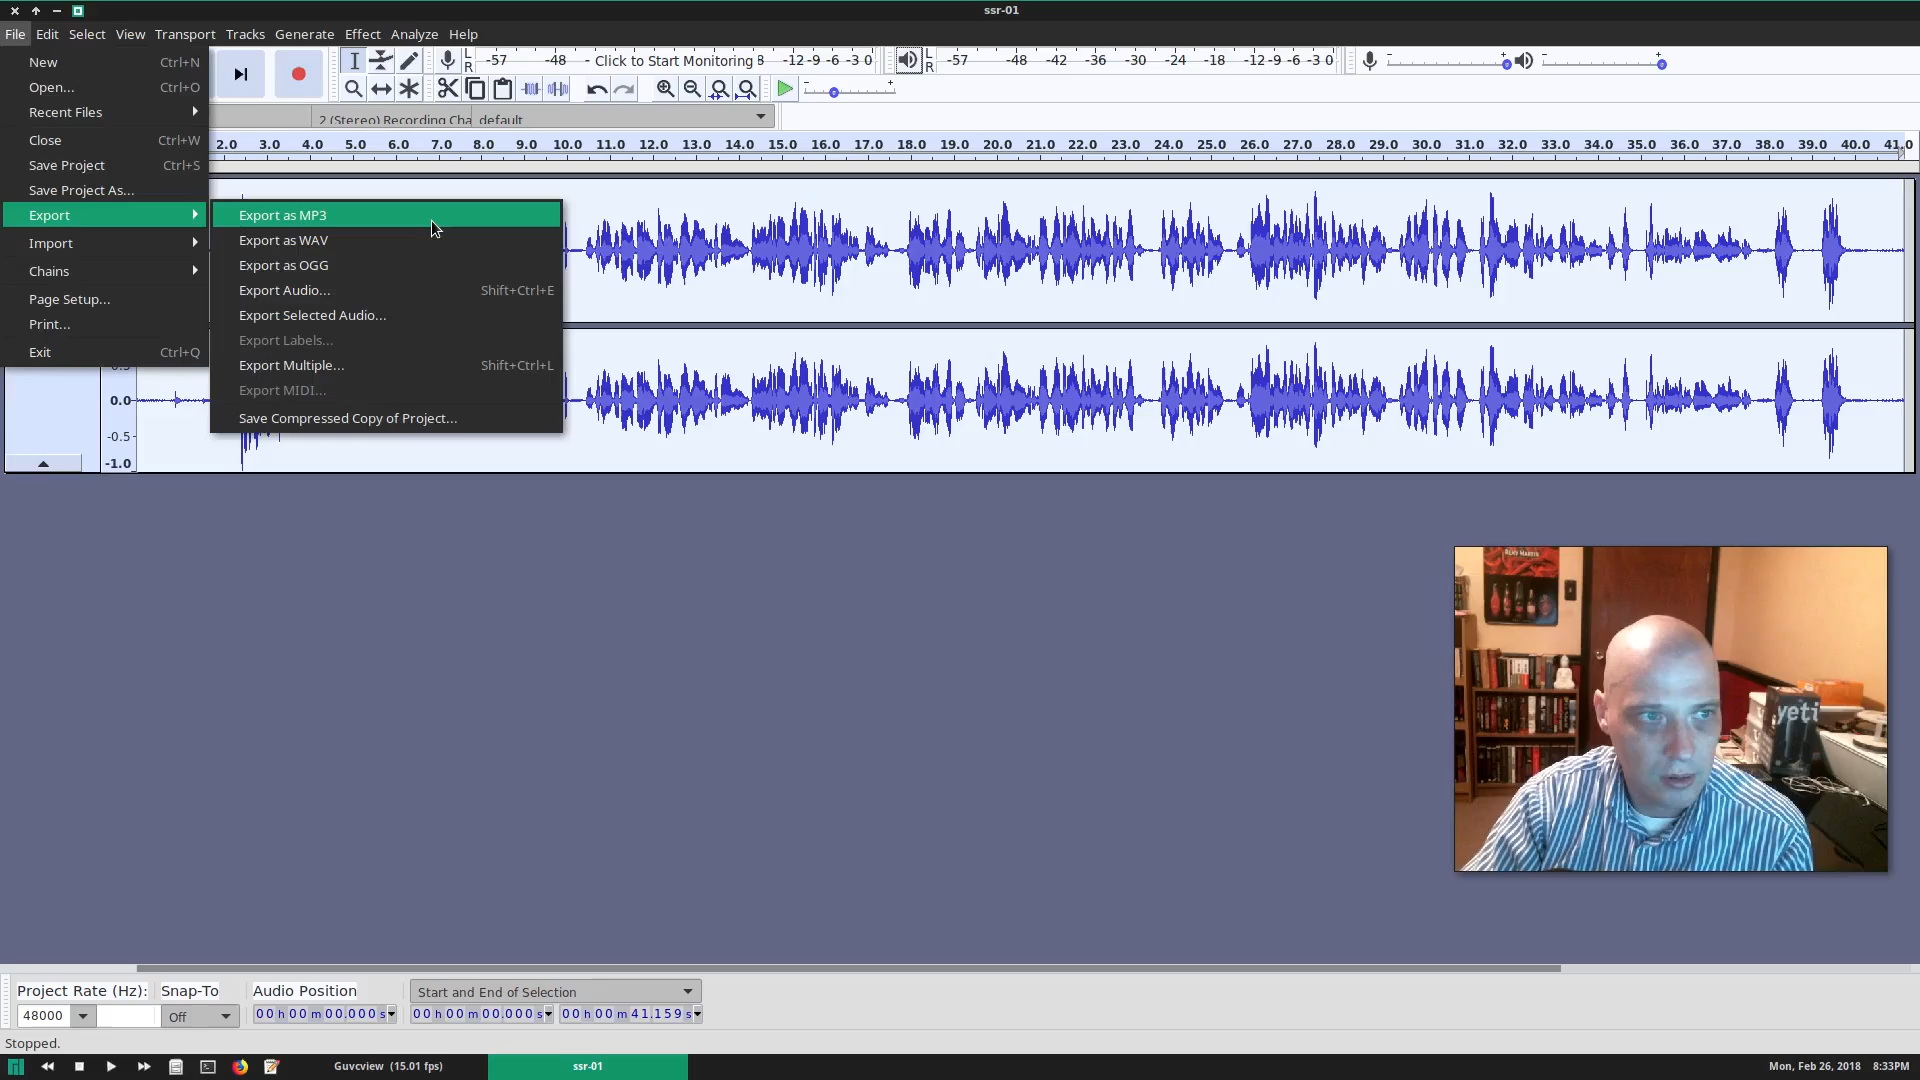 ssr-01
File Edit Select View Transport Tracks Generate Effect Analyze Help
New Ctrl+N
Open... Ctrl+O
Recent Files
Close Ctrl+W
Save Project Ctrl+S
Save Project As...
Export
Import
Chains
Page Setup...
Print...
Exit Ctrl+Q
Export as MP3
Export as WAV
Export as OGG
Export Audio... Shift+Ctrl+E
Export Selected Audio...
Export Labels...
Export Multiple... Shift+Ctrl+L
Export MIDI...
Save Compressed Copy of Project...
L R -57 -48 - Click to Start Monitoring -12 -9 -6 -3 0
L R -57 -48 -42 -36 -30 -24 -18 -12 -9 -6 -3 0
2 (Stereo) Recording Cha default
2.0 3.0 4.0 5.0 6.0 7.0 8.0 9.0 10.0 11.0 12.0 13.0 14.0 15.0 16.0 17.0 18.0 19.0 20.0 21.0 22.0 23.0 24.0 25.0 26.0 27.0 28.0 29.0 30.0 31.0 32.0 33.0 34.0 35.0 36.0 37.0 38.0 39.0 40.0 41.0
0.0
-0.5
-1.0
yeti
Project Rate (Hz): Snap-To Audio Position Start and End of Selection
48000 Off 00 h 00 m 00.000 s 00 h 00 m 00.000 s 00 h 00 m 41.159 s
Stopped.
Guvcview (15.01 fps) ssr-01 Mon, Feb 26, 2018 8:33PM